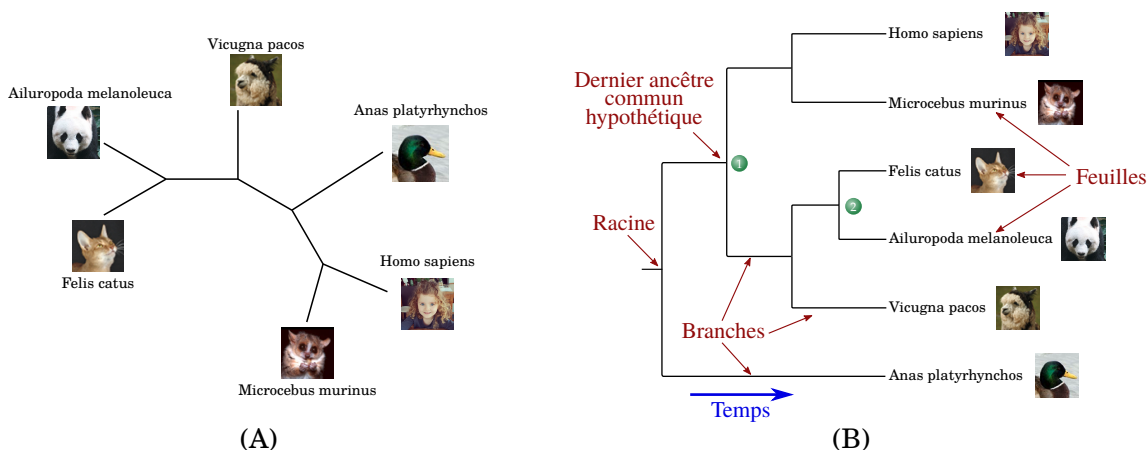 Vicugna pacos
Ailuropoda melanoleuca
Anas platyrhynchos
Felis catus
Homo sapiens
Microcebus murinus
(A)
Homo sapiens
Dernier ancêtre
commun
hypothétique
Microcebus murinus
1
Felis catus
Feuilles
2
Racine
Ailuropoda melanoleuca
Vicugna pacos
Branches
Anas platyrhynchos
Temps
(B)